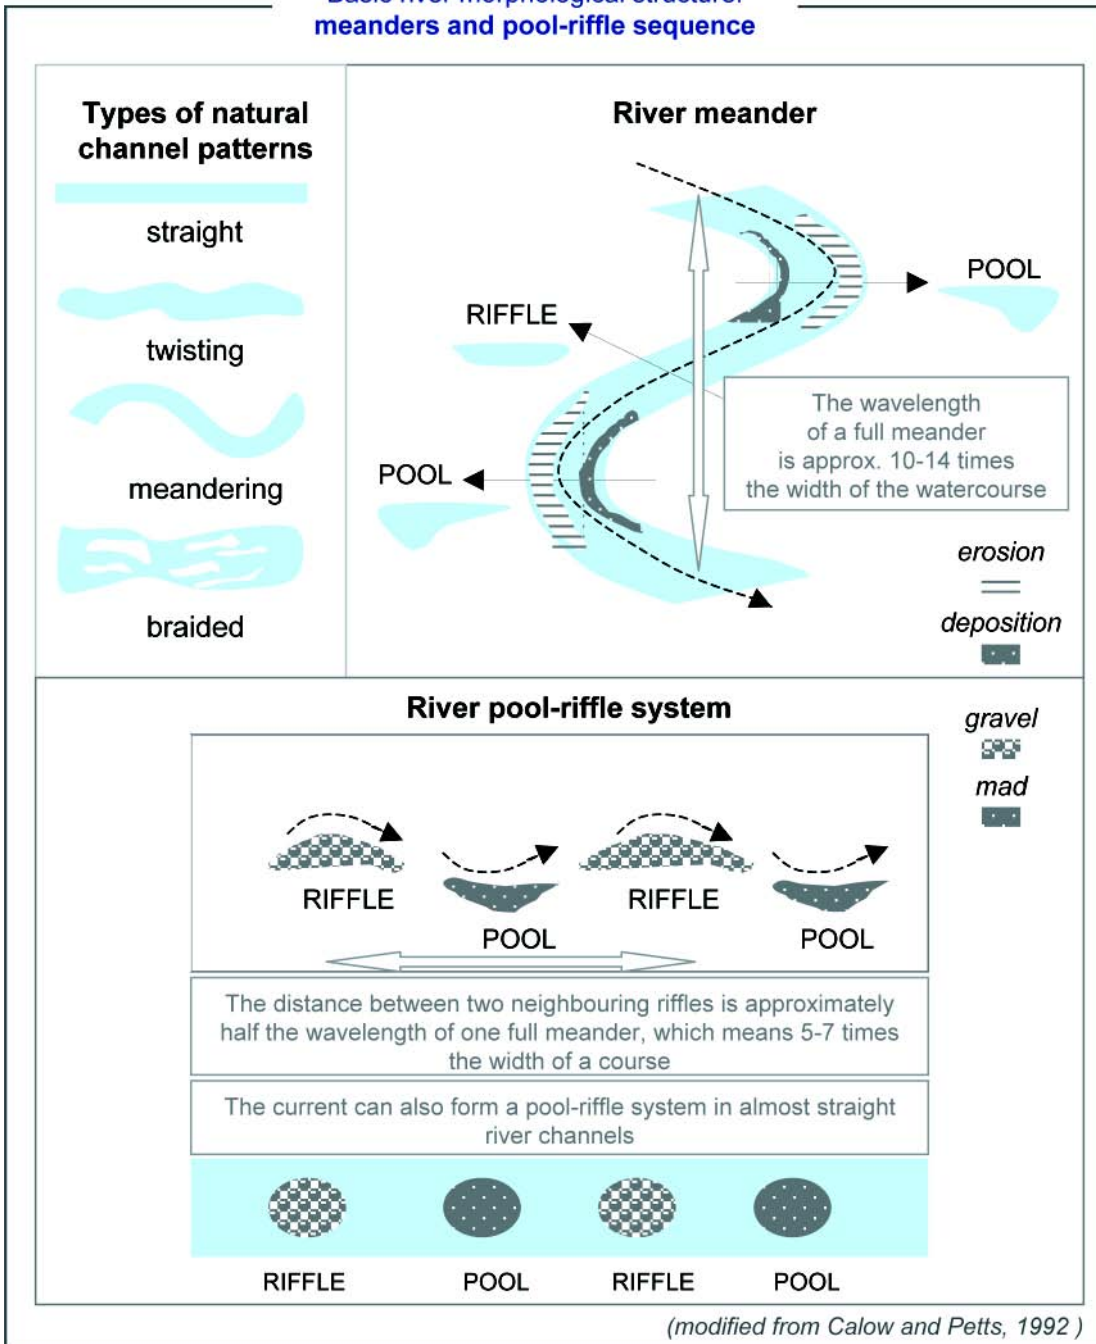 Basic river morphological structure:
meanders and pool-riffle sequence
Types of natural
channel patterns
straight
twisting
meandering
braided
River meander
POOL
RIFFLE
The wavelength
of a full meander
is approx. 10-14 times
the width of the watercourse
POOL
erosion
deposition
River pool-riffle system
gravel
mad
RIFFLE
POOL
RIFFLE
POOL
The distance between two neighbouring riffles is approximately
half the wavelength of one full meander, which means 5-7 times
the width of a course
The current can also form a pool-riffle system in almost straight
river channels
RIFFLE
POOL
RIFFLE
POOL
(modified from Calow and Petts, 1992 )